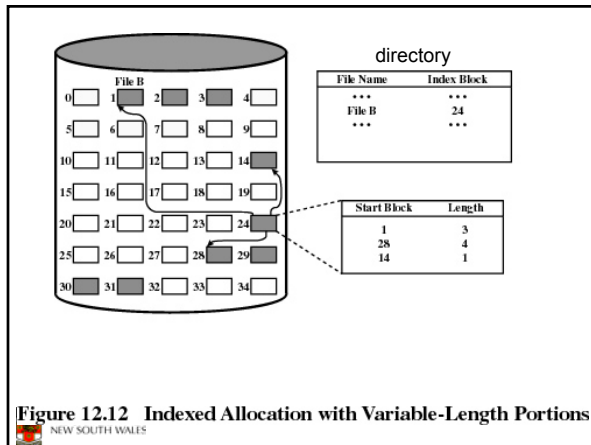 directory
File B
0 1 2 3 4
5 6 7 8 9
10 11 12 13 14
15 16 17 18 19
20 21 22 23 24
25 26 27 28 29
30 31 32 33 34
File Name Index Block
••• •••
File B 24
••• •••
Start Block Length
1 3
28 4
14 1
Figure 12.12 Indexed Allocation with Variable-Length Portions
NEW SOUTH WALES